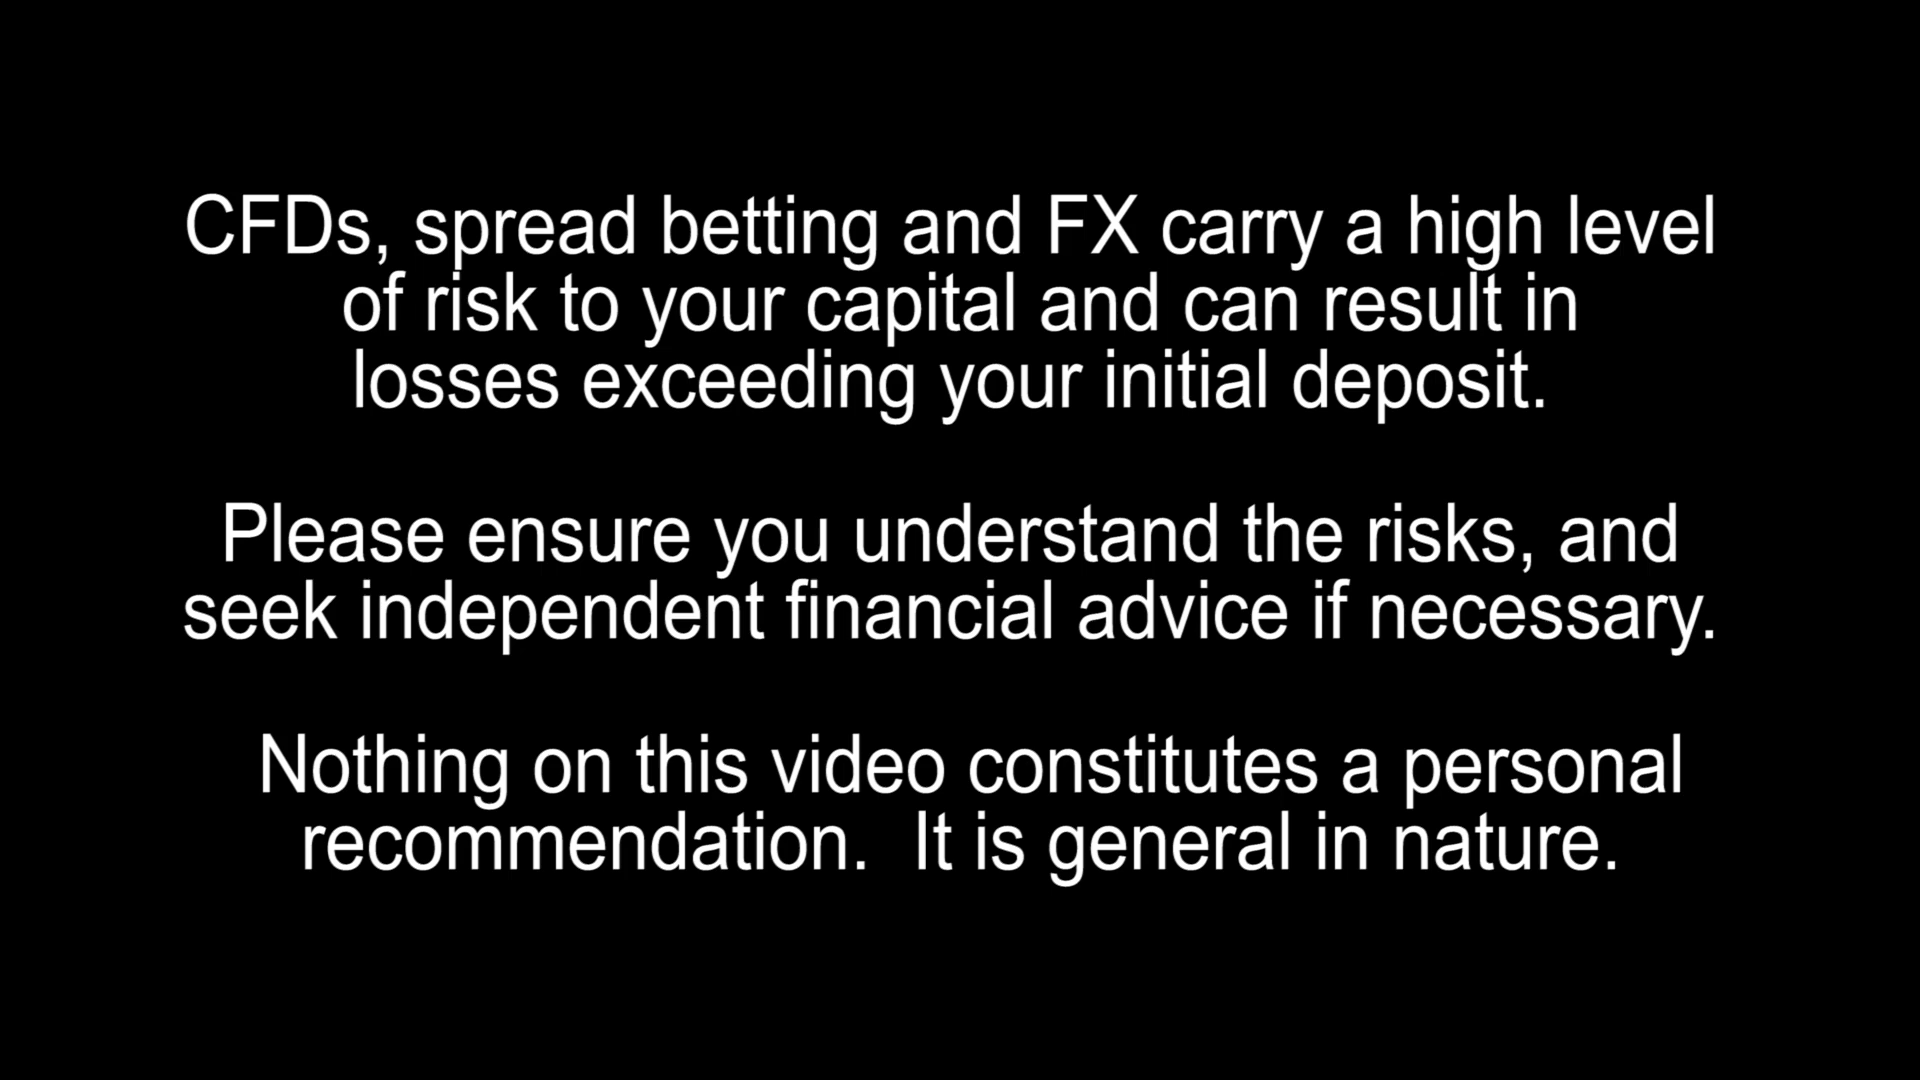 CFDs, spread betting and FX carry a high level
of risk to your capital and can result in
losses exceeding your initial deposit.
Please ensure you understand the risks, and
seek independent financial advice if necessary.
Nothing on this video constitutes a personal
recommendation.  It is general in nature.